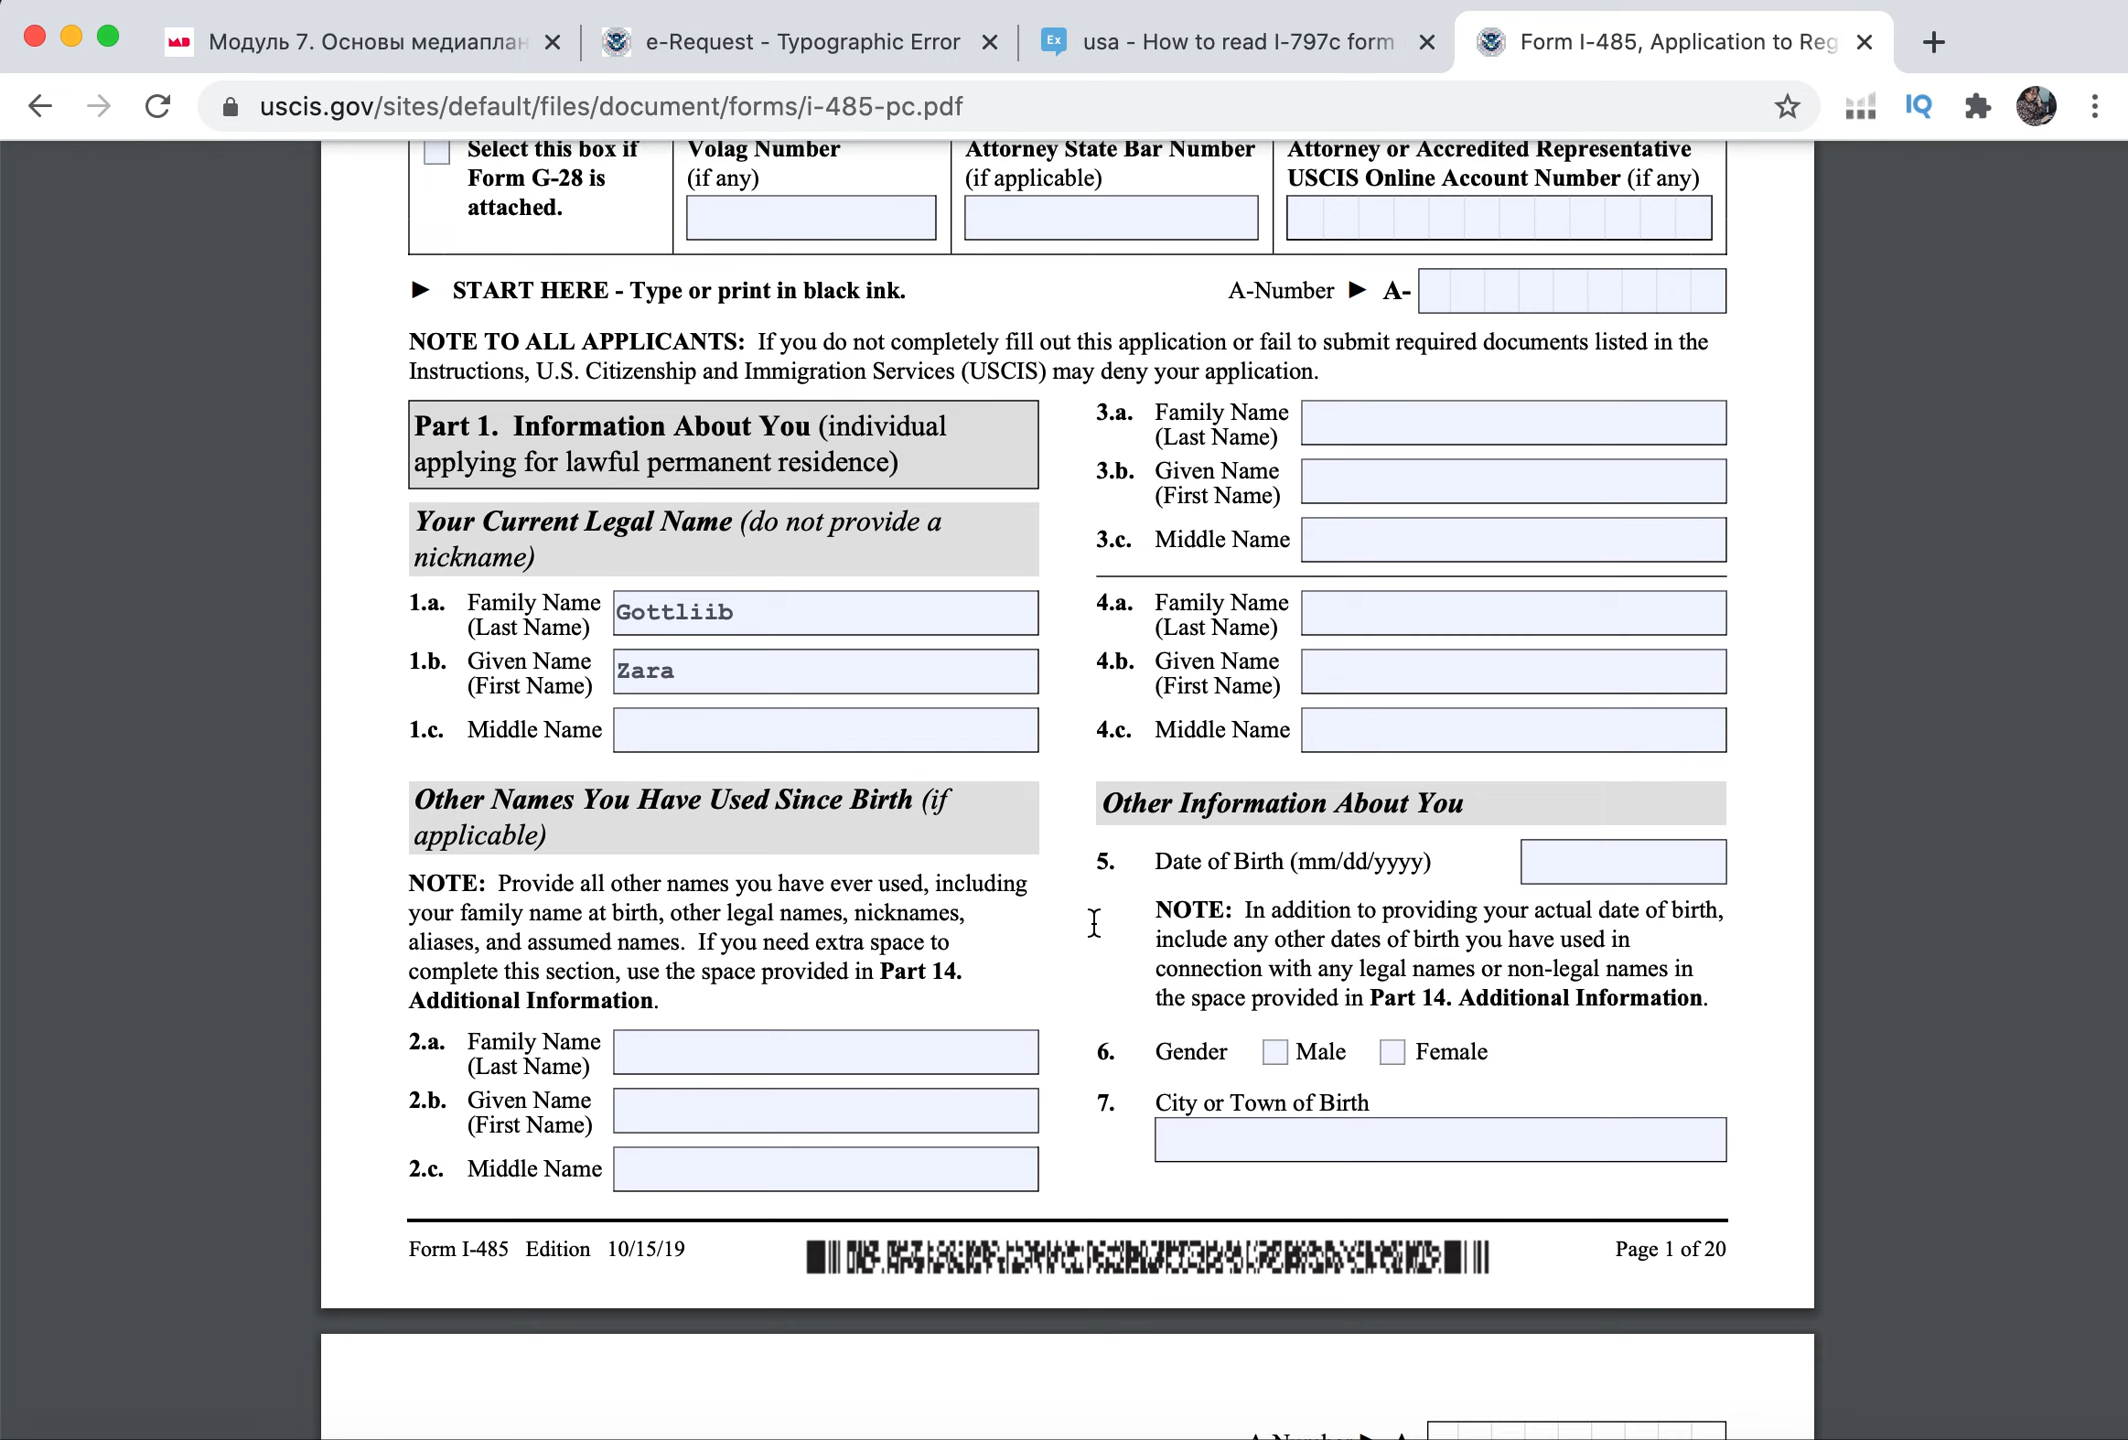 Модуль 7. Основы медиаплан
e-Request - Typographic Error
Ex
usa - How to read I-797c form
Form I-485, Application to Reg
uscis.gov/sites/default/files/document/forms/i-485-pc.pdf
IQ
Select this box if
Form G-28 is
attached.
Volag Number
(if any)
Attorney State Bar Number
(if applicable)
Attorney or Accredited Representative
USCIS Online Account Number (if any)
► START HERE - Type or print in black ink.
A-Number ► A-
NOTE TO ALL APPLICANTS: If you do not completely fill out this application or fail to submit required documents listed in the
Instructions, U.S. Citizenship and Immigration Services (USCIS) may deny your application.
Part 1. Information About You (individual
applying for lawful permanent residence)
Your Current Legal Name (do not provide a
nickname)
1.a. Family Name
(Last Name)
Gottliib
1.b. Given Name
(First Name)
Zara
1.c. Middle Name
Other Names You Have Used Since Birth (if
applicable)
NOTE: Provide all other names you have ever used, including
your family name at birth, other legal names, nicknames,
aliases, and assumed names. If you need extra space to
complete this section, use the space provided in Part 14.
Additional Information.
2.a. Family Name
(Last Name)
2.b. Given Name
(First Name)
2.c. Middle Name
3.a. Family Name
(Last Name)
3.b. Given Name
(First Name)
3.c. Middle Name
4.a. Family Name
(Last Name)
4.b. Given Name
(First Name)
4.c. Middle Name
Other Information About You
5. Date of Birth (mm/dd/yyyy)
NOTE: In addition to providing your actual date of birth,
include any other dates of birth you have used in
connection with any legal names or non-legal names in
the space provided in Part 14. Additional Information.
6. Gender Male Female
7. City or Town of Birth
Form I-485 Edition 10/15/19
Page 1 of 20